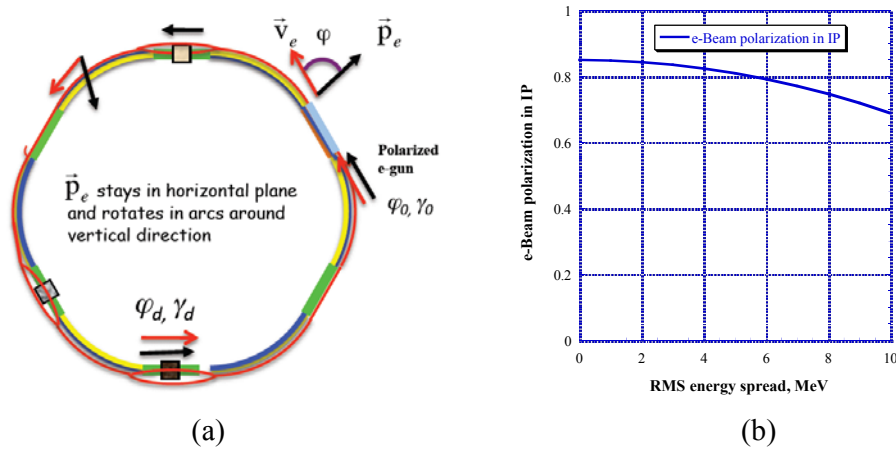 v⃗e φ p⃗e
Polarized
e-gun
φ0, γ0
p⃗e stays in horizontal plane
and rotates in arcs around
vertical direction
φd, γd
(a)
e-Beam polarization in IP
1
0.8
0.6
0.4
0.2
0
e-Beam polarization in IP
0 2 4 6 8 10
RMS energy spread, MeV
(b)